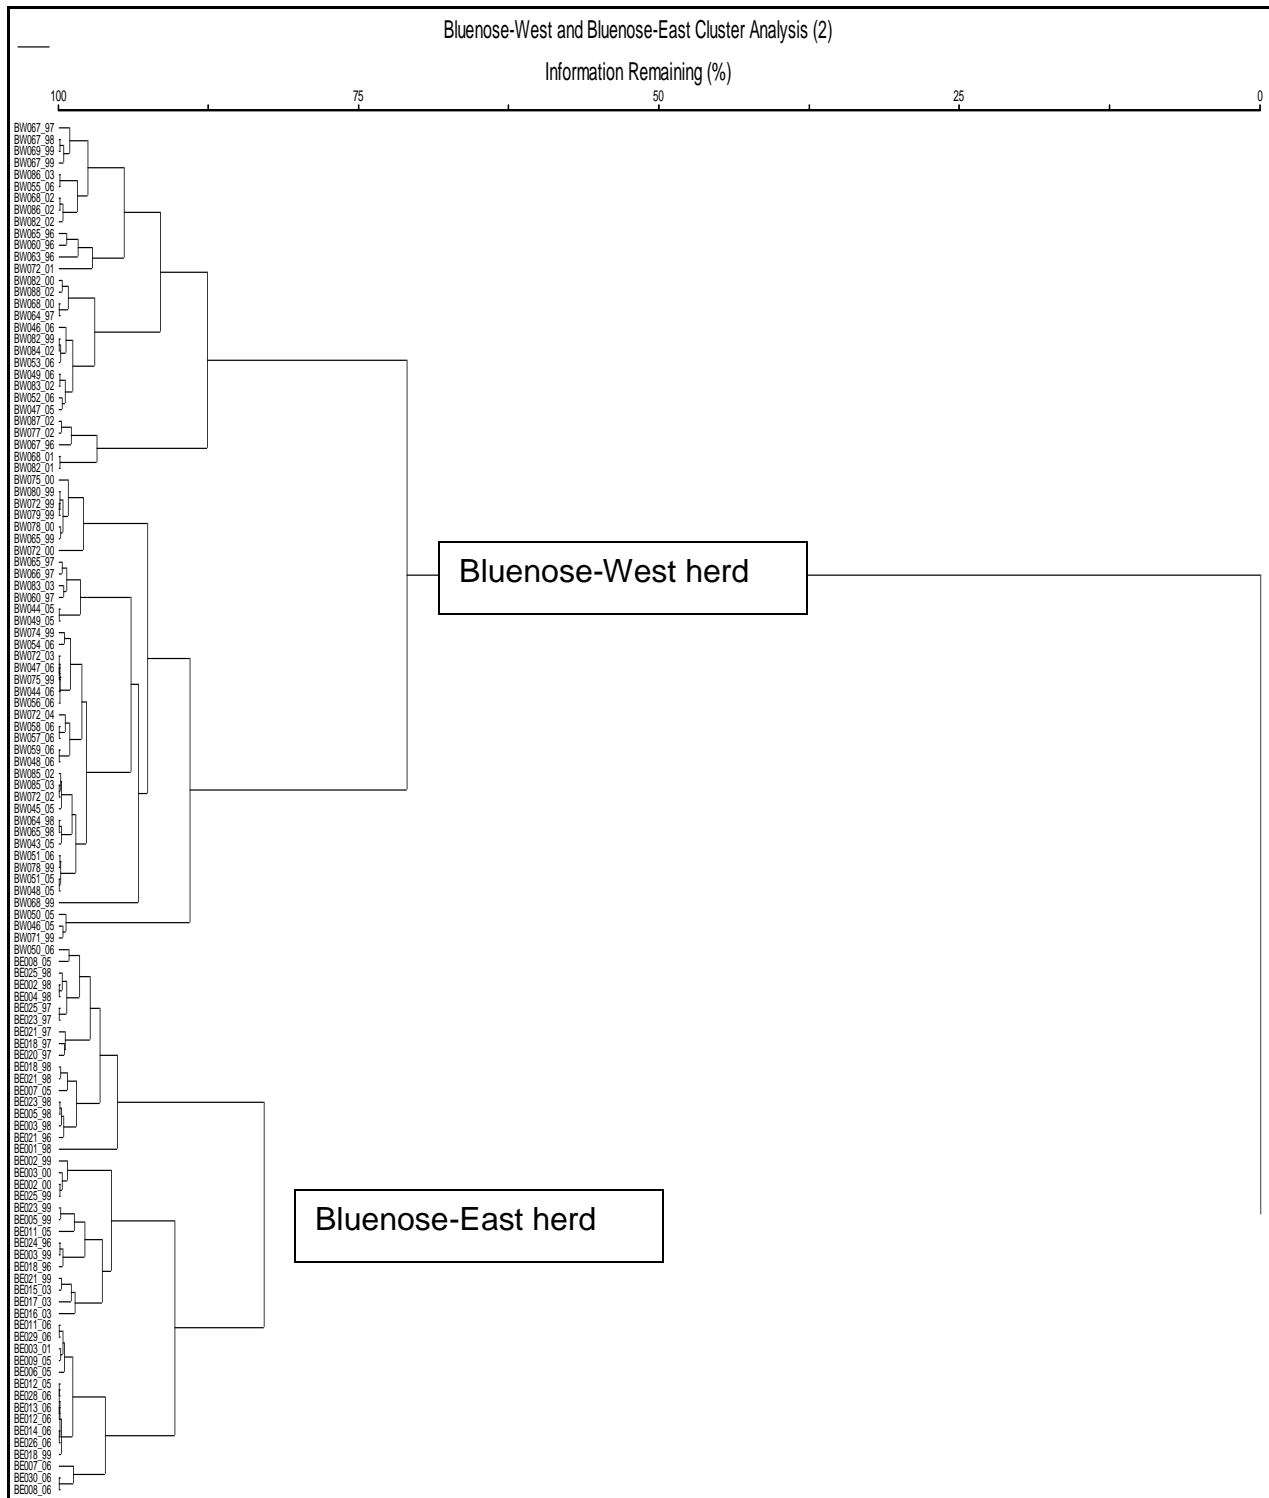 Bluenose-West and Bluenose-East Cluster Analysis (2)
Information Remaining (%)
100 75 50 25 0
BW067_97
BW067_98
BW069_99
BW067_99
BW086_03
BW055_06
BW068_02
BW086_02
BW082_02
BW065_96
BW060_96
BW063_96
BW072_01
BW082_00
BW088_02
BW068_00
BW064_97
BW046_06
BW082_99
BW084_02
BW053_06
BW049_06
BW083_02
BW052_06
BW047_05
BW087_02
BW077_02
BW067_96
BW068_01
BW082_01
BW075_00
BW080_99
BW072_99
BW079_99
BW078_00
BW065_99
BW072_00
BW065_97
BW066_97
Bluenose-West herd
BW083_03
BW060_97
BW044_05
BW049_05
BW074_99
BW054_06
BW072_03
BW047_06
BW075_99
BW044_06
BW056_06
BW072_04
BW058_06
BW057_06
BW059_06
BW048_06
BW085_02
BW085_03
BW072_02
BW045_05
BW064_98
BW065_98
BW043_05
BW051_06
BW078_99
BW051_05
BW048_05
BW068_99
BW050_05
BW046_05
BW071_99
BW050_06
BE008_05
BE025_98
BE002_98
BE004_98
BE025_97
BE023_97
BE021_97
BE018_97
BE020_97
BE018_98
BE021_98
BE007_05
BE023_98
BE005_98
BE003_98
BE021_96
BE001_98
BE002_99
BE003_00
BE002_00
BE025_99
BE023_99
BE005_99
Bluenose-East herd
BE011_05
BE024_96
BE003_99
BE018_96
BE021_99
BE015_03
BE017_03
BE016_03
BE011_06
BE029_06
BE003_01
BE009_05
BE006_05
BE012_05
BE028_06
BE013_06
BE012_06
BE014_06
BE026_06
BE018_99
BE007_06
BE030_06
BE008_06